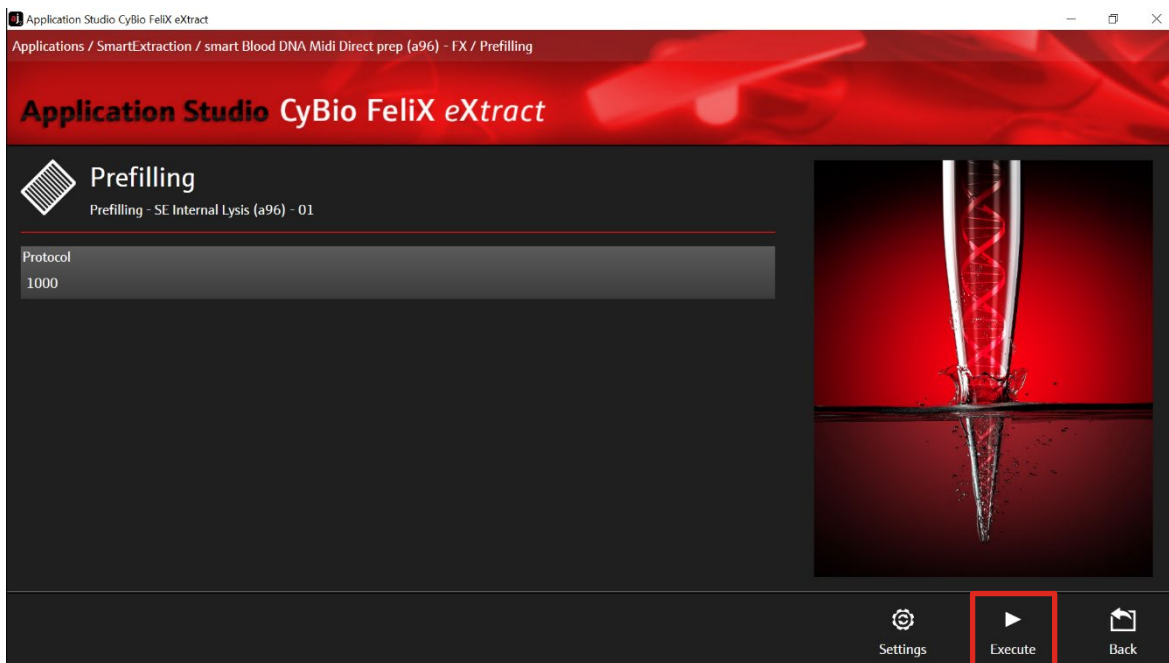 Application Studio CyBio FeliX eXtract
Applications / SmartExtraction / smart Blood DNA Midi Direct prep (a96) - FX / Prefilling
Application Studio CyBio FeliX eXtract
Prefilling
Prefilling - SE Internal Lysis (a96) - 01
Protocol
1000
Settings
Execute
Back